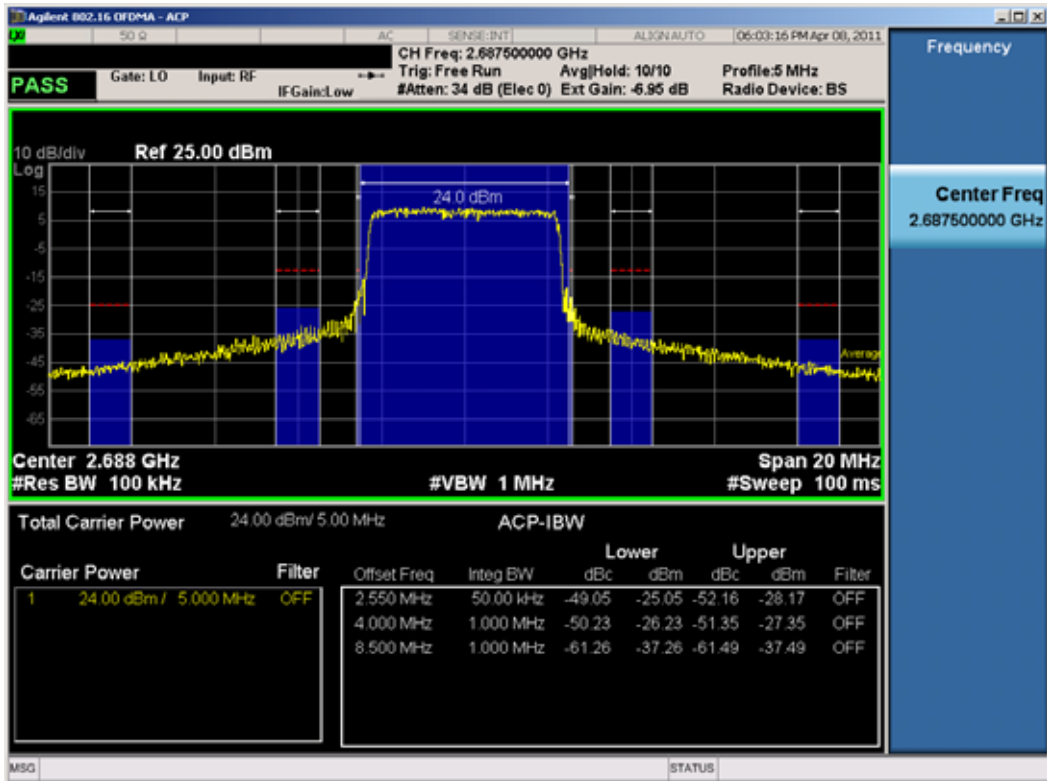 Agilent 802.16 OFDMA - ACP
LXI 50 Ω AC SENSE:INT ALIGN AUTO 06:03:16 PM Apr 08, 2011
CH Freq: 2.687500000 GHz
PASS Gate: LO Input: RF Trig: Free Run Avg|Hold: 10/10 Profile:5 MHz
IFGain:Low #Atten: 34 dB (Elec 0) Ext Gain: -6.95 dB Radio Device: BS
Frequency
Center Freq
2.687500000 GHz
10 dB/div Ref 25.00 dBm
Log
15
24.0 dBm
5
-5
-15
-25
-35
-45
Average
-55
-65
Center 2.688 GHz Span 20 MHz
#Res BW 100 kHz #VBW 1 MHz #Sweep 100 ms
Total Carrier Power 24.00 dBm/ 5.00 MHz ACP-IBW
Lower Upper
Carrier Power Filter Offset Freq Integ BW dBc dBm dBc dBm Filter
1 24.00 dBm / 5.000 MHz OFF 2.550 MHz 50.00 kHz -49.05 -25.05 -52.16 -28.17 OFF
4.000 MHz 1.000 MHz -50.23 -26.23 -51.35 -27.35 OFF
8.500 MHz 1.000 MHz -61.26 -37.26 -61.49 -37.49 OFF
MSG STATUS